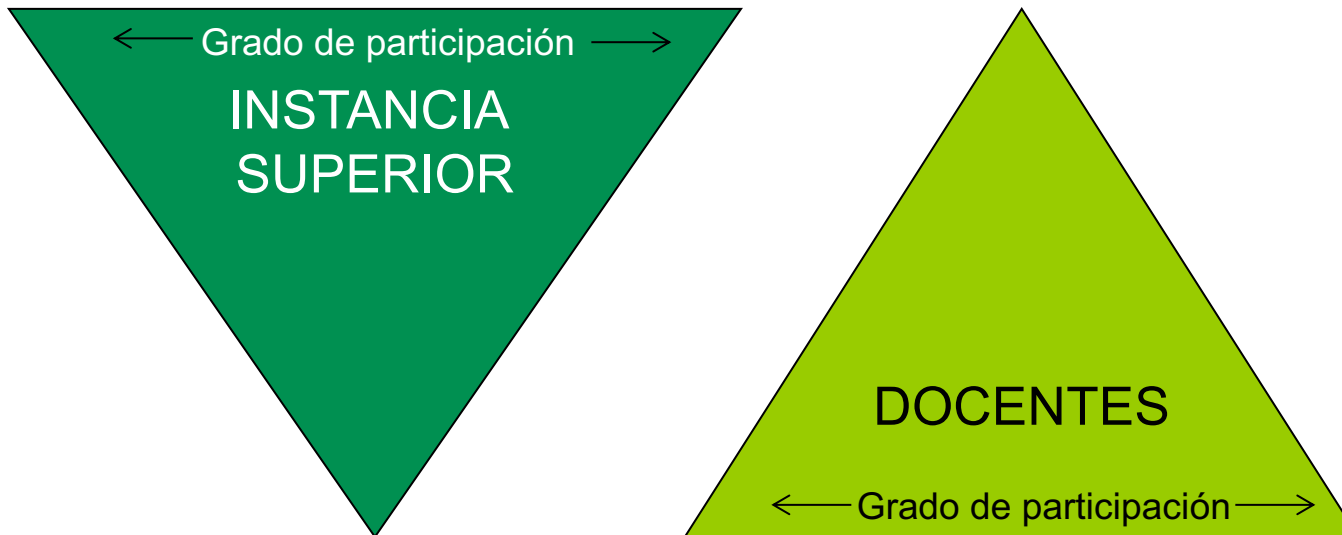 Grado de participación
INSTANCIA
SUPERIOR
DOCENTES
Grado de participación